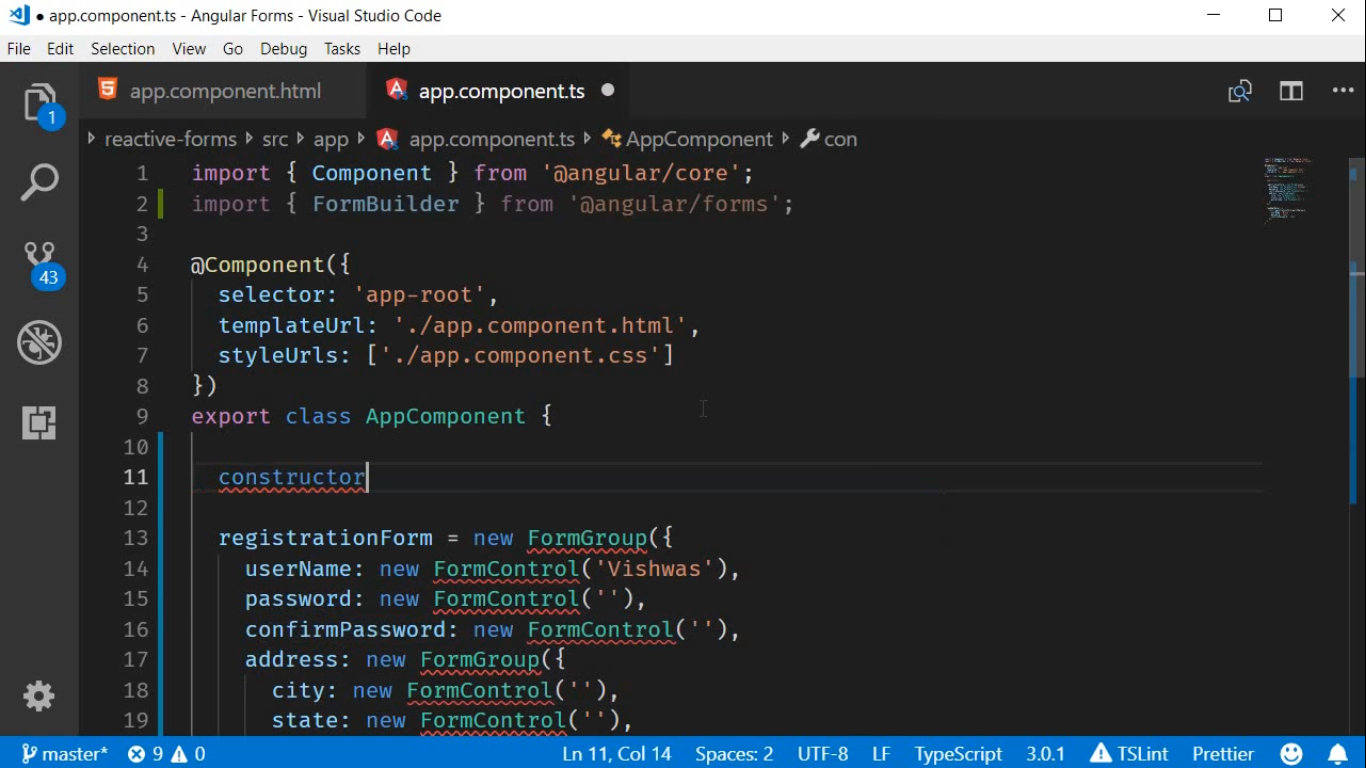 app.component.ts - Angular Forms - Visual Studio Code
File Edit Selection View Go Debug Tasks Help
app.component.html app.component.ts
reactive-forms src app app.component.ts AppComponent con
1 import { Component } from '@angular/core';
2 import { FormBuilder } from '@angular/forms';
3
4 @Component({
5 selector: 'app-root',
6 templateUrl: './app.component.html',
7 styleUrls: ['./app.component.css']
8 })
9 export class AppComponent {
10
11 constructor
12
13 registrationForm = new FormGroup({
14 userName: new FormControl('Vishwas'),
15 password: new FormControl(''),
16 confirmPassword: new FormControl(''),
17 address: new FormGroup({
18 city: new FormControl(''),
19 state: new FormControl(''),
1
43
master* 9 0 Ln 11, Col 14 Spaces: 2 UTF-8 LF TypeScript 3.0.1 TSLint Prettier